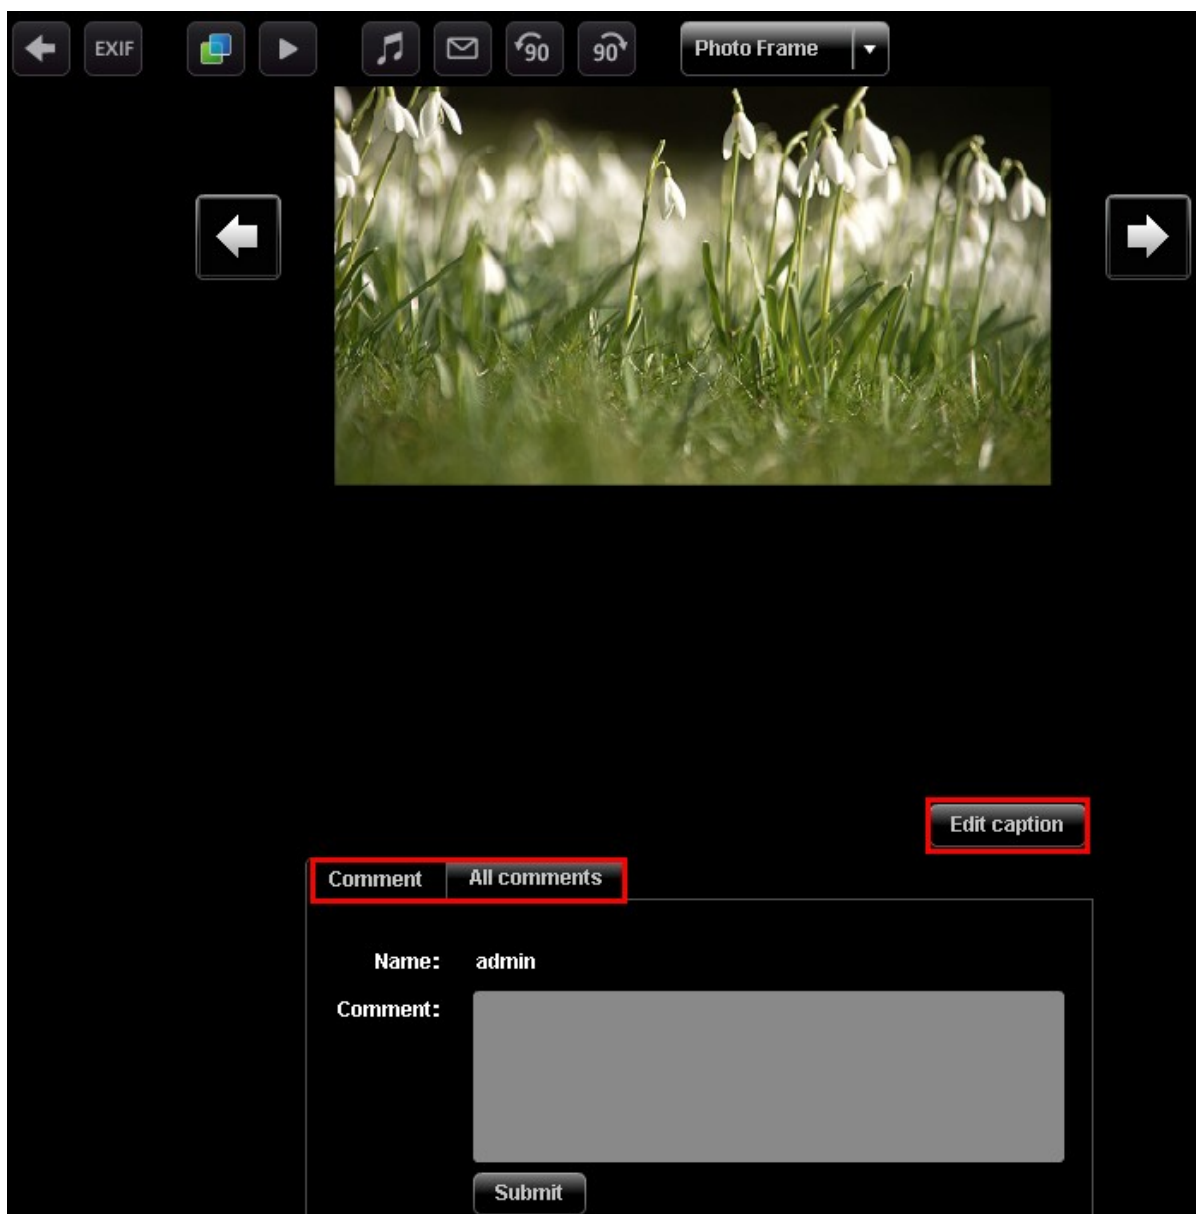 EXIF 90 90 Photo Frame
Edit caption
Comment All comments
Name: admin
Comment:
Submit